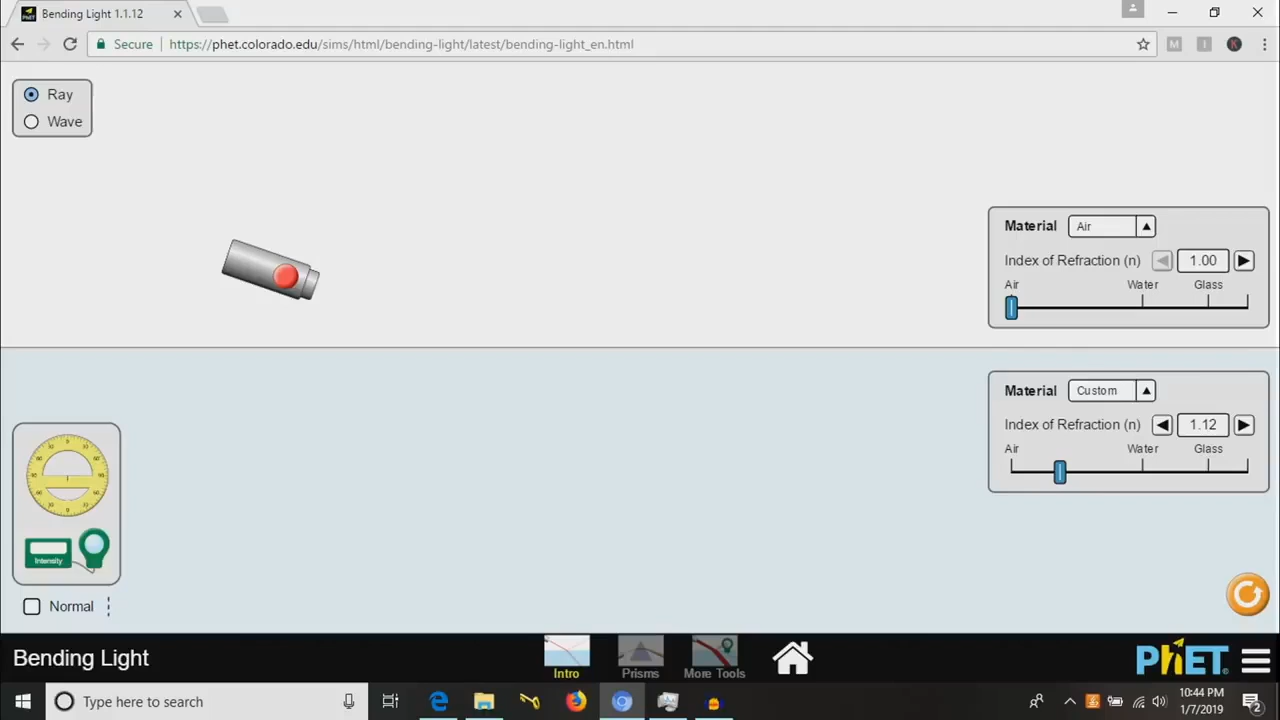 Bending Light 1.1.12
Secure
https://phet.colorado.edu/sims/html/bending-light/latest/bending-light_en.html
M
I
K
Ray
Wave
Material
Air
Index of Refraction (n)
1.00
Air
Water
Glass
Material
Custom
Index of Refraction (n)
1.12
Air
Water
Glass
Intensity
Normal
Bending Light
Intro
Prisms
More Tools
PhET
Type here to search
10:44 PM
1/7/2019
2